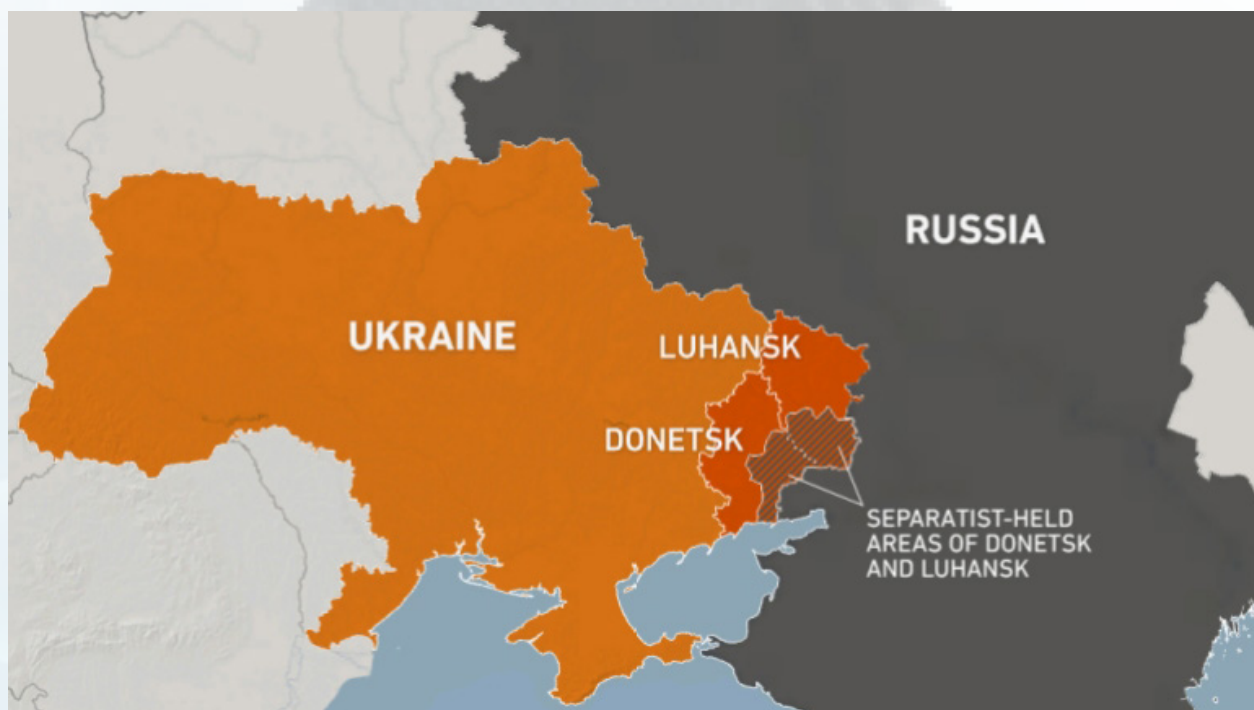 RUSSIA
UKRAINE
LUHANSK
DONETSK
SEPARATIST-HELD
AREAS OF DONETSK
AND LUHANSK